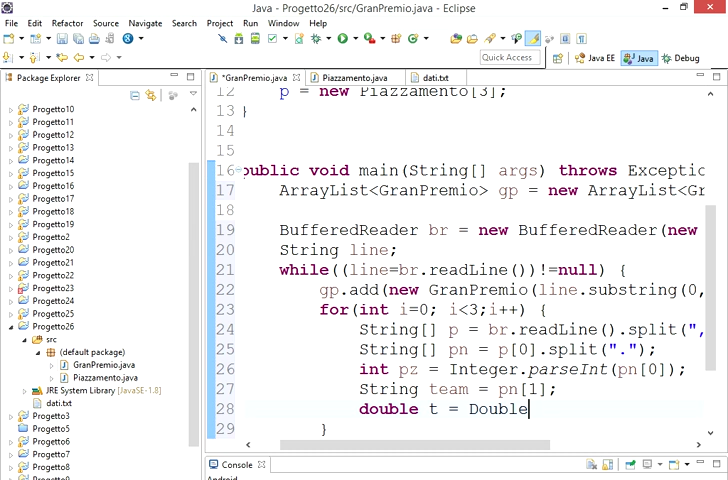 Java - Progetto26/src/GranPremio.java - Eclipse
File Edit Source Refactor Navigate Search Project Run Window Help
Quick Access
Java EE
Java
Debug
Package Explorer
*GranPremio.java
Piazzamento.java
dati.txt
Progetto10
Progetto11
Progetto12
Progetto13
Progetto14
Progetto15
Progetto16
Progetto17
Progetto18
Progetto19
Progetto2
Progetto20
Progetto21
Progetto22
Progetto23
Progetto24
Progetto25
Progetto26
src
(default package)
GranPremio.java
Piazzamento.java
JRE System Library [JavaSE-1.8]
dati.txt
Progetto3
Progetto5
Progetto4
Progetto6
Progetto7
Progetto8
12 p = new Piazzamento[3];
13 }
14
15
16 public void main(String[] args) throws Exceptic
17 ArrayList<GranPremio> gp = new ArrayList<Gr
18
19 BufferedReader br = new BufferedReader(new
20 String line;
21 while((line=br.readLine())!=null) {
22 gp.add(new GranPremio(line.substring(0,
23 for(int i=0; i<3;i++) {
24 String[] p = br.readLine().split(",
25 String[] pn = p[0].split(".");
26 int pz = Integer.parseInt(pn[0]);
27 String team = pn[1];
28 double t = Double
29 }
Console
Android